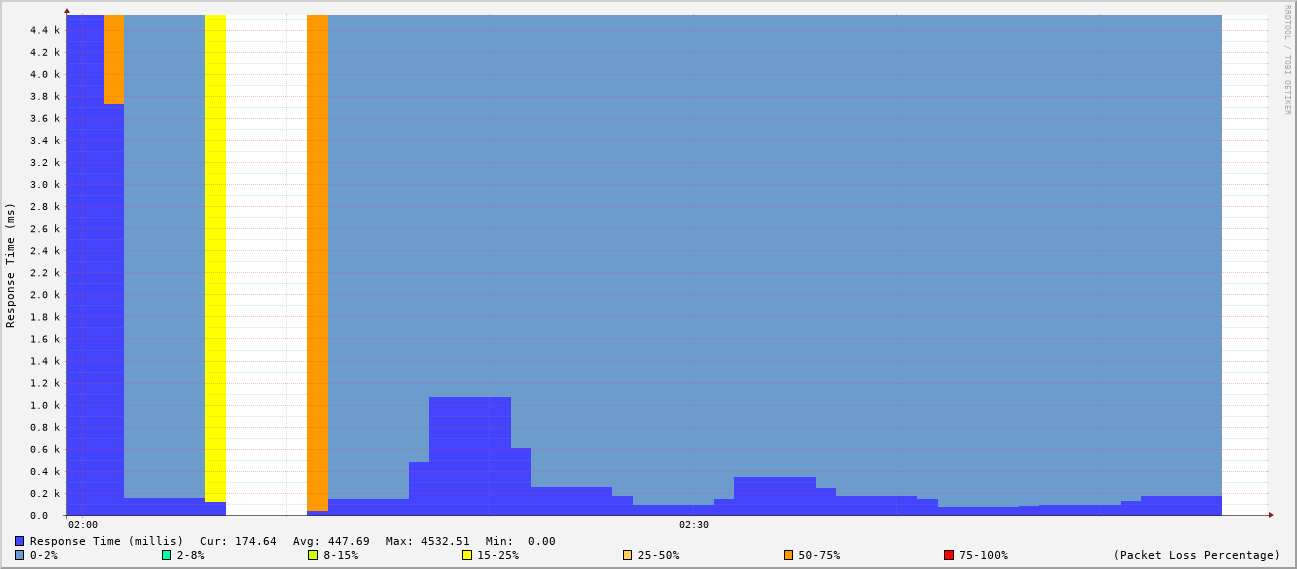 RRDTOOL / TOBI OETIKER
Response Time (ms)
4.4 k
4.2 k
4.0 k
3.8 k
3.6 k
3.4 k
3.2 k
3.0 k
2.8 k
2.6 k
2.4 k
2.2 k
2.0 k
1.8 k
1.6 k
1.4 k
1.2 k
1.0 k
0.8 k
0.6 k
0.4 k
0.2 k
0.0
02:00 02:30
Response Time (millis) Cur: 174.64 Avg: 447.69 Max: 4532.51 Min: 0.00
0-2% 2-8% 8-15% 15-25% 25-50% 50-75% 75-100% (Packet Loss Percentage)